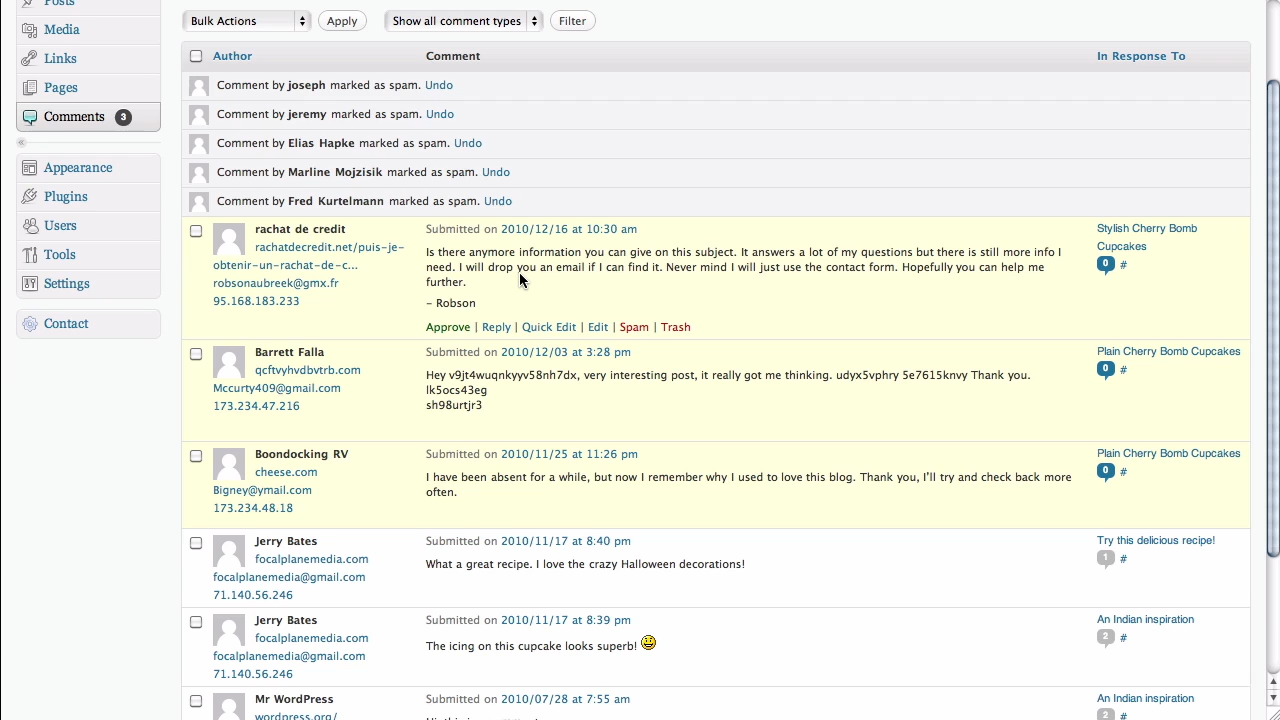 Posts
Media
Links
Pages
Comments 3
Appearance
Plugins
Users
Tools
Settings
Contact
Bulk Actions Apply Show all comment types Filter
Author Comment In Response To
Comment by joseph marked as spam. Undo
Comment by jeremy marked as spam. Undo
Comment by Elias Hapke marked as spam. Undo
Comment by Marline Mojzisik marked as spam. Undo
Comment by Fred Kurtelmann marked as spam. Undo
rachat de credit
rachatdecredit.net/puis-je-
obtenir-un-rachat-de-c...
robsonaubreek@gmx.fr
95.168.183.233
Submitted on 2010/12/16 at 10:30 am
Is there anymore information you can give on this subject. It answers a lot of my questions but there is still more info I
need. I will drop you an email if I can find it. Never mind I will just use the contact form. Hopefully you can help me
further.
– Robson
Approve | Reply | Quick Edit | Edit | Spam | Trash
Stylish Cherry Bomb
Cupcakes
0 #
Barrett Falla
qcftvyhvdbvtrb.com
Mccurty409@gmail.com
173.234.47.216
Submitted on 2010/12/03 at 3:28 pm
Hey v9jt4wuqnkyyv58nh7dx, very interesting post, it really got me thinking. udyx5vphry 5e7615knvy Thank you.
lk5ocs43eg
sh98urtjr3
Plain Cherry Bomb Cupcakes
0 #
Boondocking RV
cheese.com
Bigney@ymail.com
173.234.48.18
Submitted on 2010/11/25 at 11:26 pm
I have been absent for a while, but now I remember why I used to love this blog. Thank you, I'll try and check back more
often.
Plain Cherry Bomb Cupcakes
0 #
Jerry Bates
focalplanemedia.com
focalplanemedia@gmail.com
71.140.56.246
Submitted on 2010/11/17 at 8:40 pm
What a great recipe. I love the crazy Halloween decorations!
Try this delicious recipe!
1 #
Jerry Bates
focalplanemedia.com
focalplanemedia@gmail.com
71.140.56.246
Submitted on 2010/11/17 at 8:39 pm
The icing on this cupcake looks superb!
An Indian inspiration
2 #
Mr WordPress
wordpress.org/
Submitted on 2010/07/28 at 7:55 am
An Indian inspiration
2 #